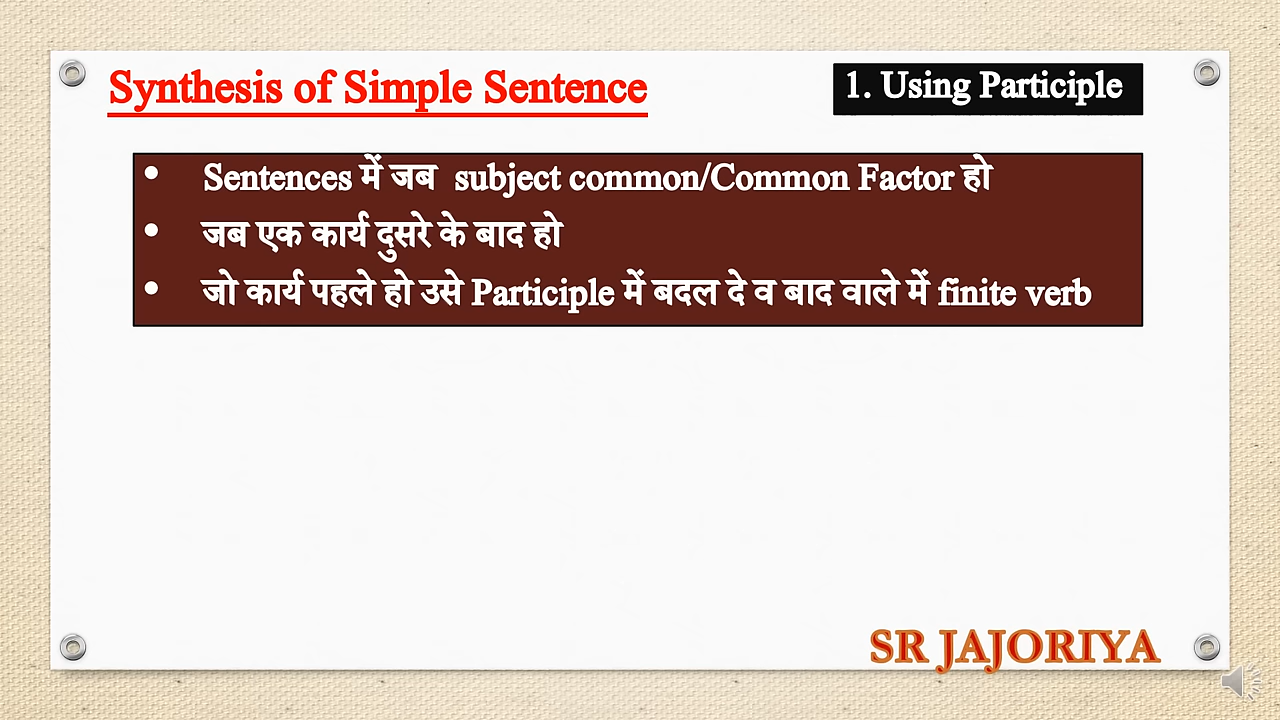 Synthesis of Simple Sentence
1. Using Participle
• Sentences में जब subject common/Common Factor हो
• जब एक कार्य दुसरे के बाद हो
• जो कार्य पहले हो उसे Participle में बदल दे व बाद वाले में finite verb
SR JAJORIYA